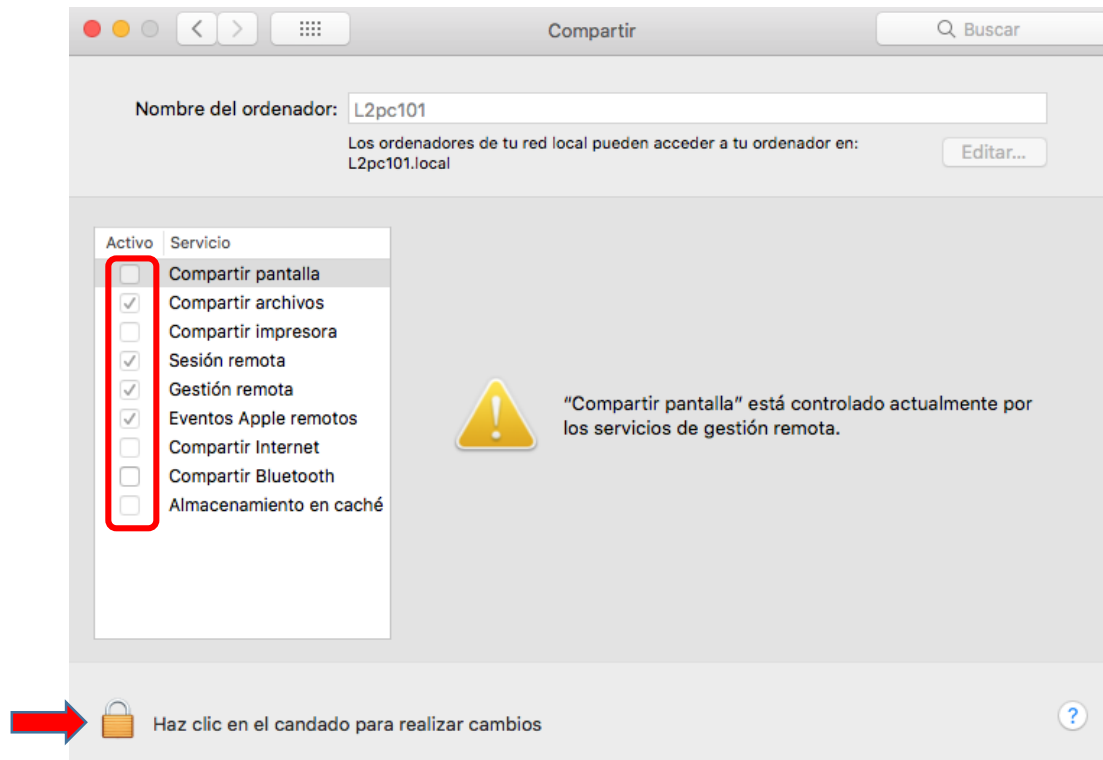 Compartir
Buscar
Nombre del ordenador: L2pc101
Los ordenadores de tu red local pueden acceder a tu ordenador en:
L2pc101.local
Editar...
Activo Servicio
Compartir pantalla
Compartir archivos
Compartir impresora
Sesión remota
Gestión remota
Eventos Apple remotos
Compartir Internet
Compartir Bluetooth
Almacenamiento en caché
“Compartir pantalla” está controlado actualmente por
los servicios de gestión remota.
Haz clic en el candado para realizar cambios
?